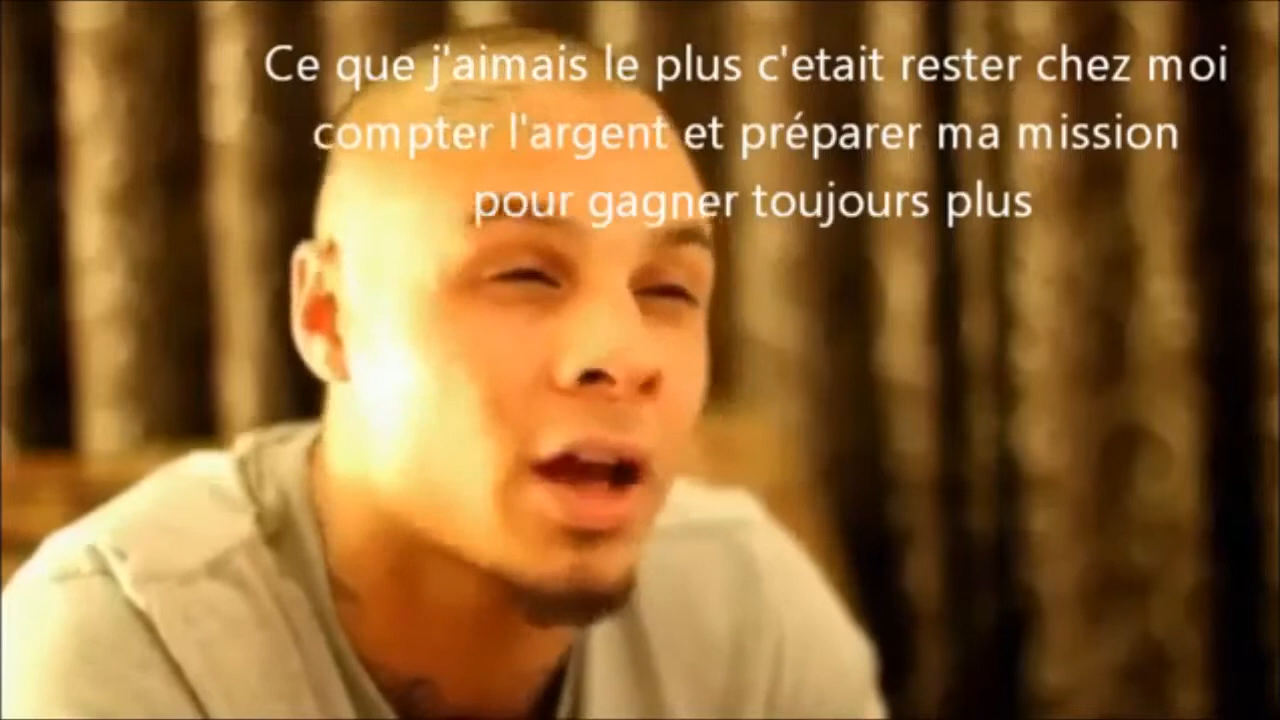 Ce que j'aimais le plus c'etait rester chez moi
compter l'argent et préparer ma mission
pour gagner toujours plus